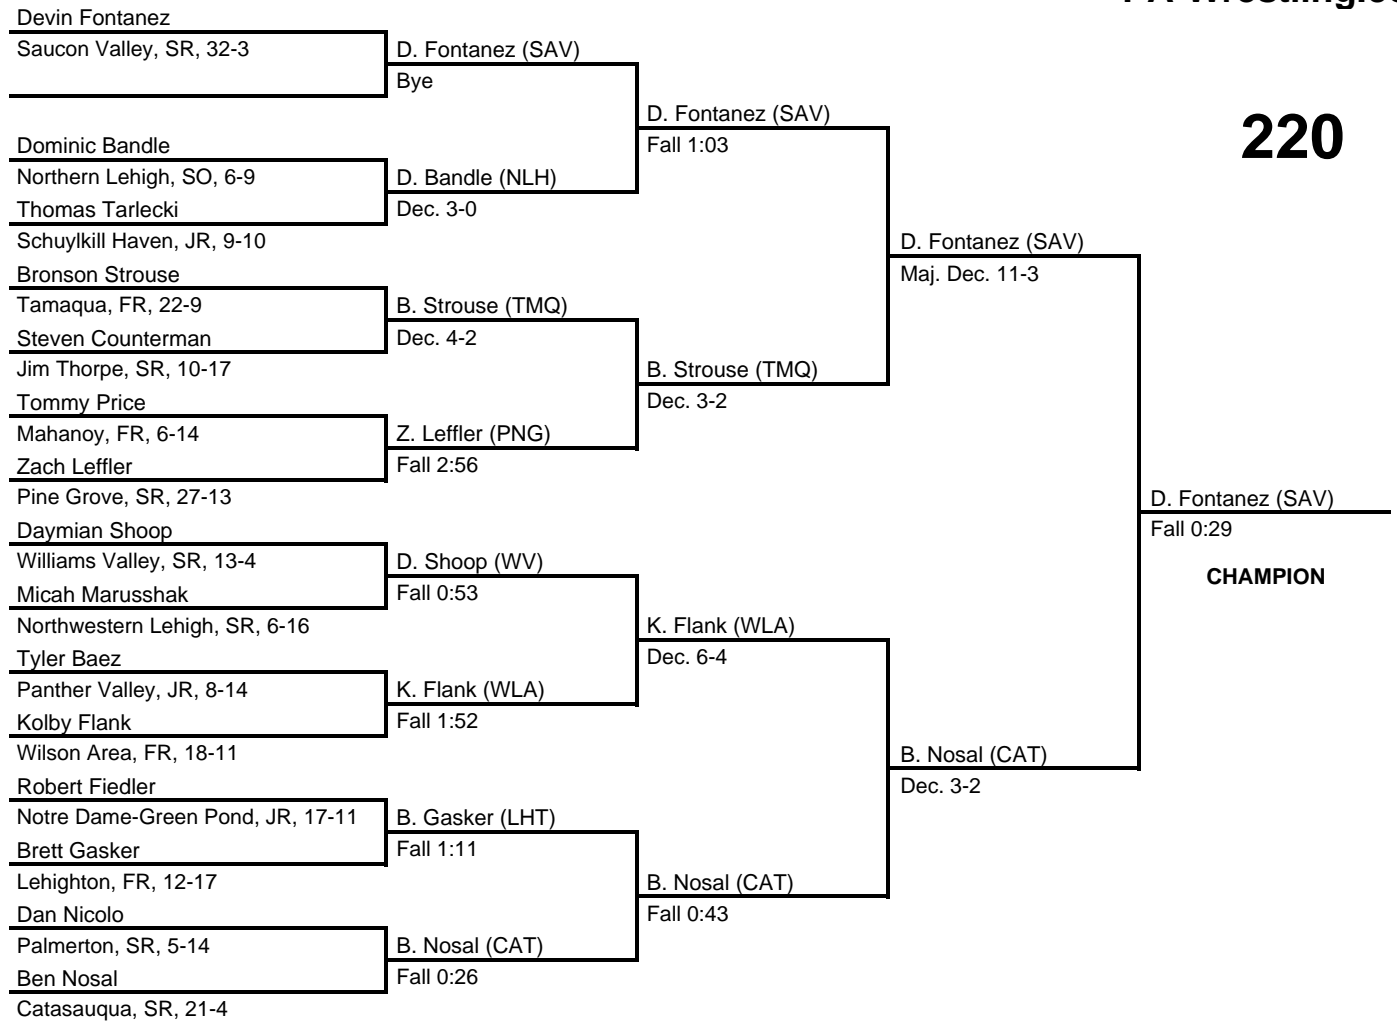 Devin Fontanez
Saucon Valley, SR, 32-3
D. Fontanez (SAV)
Bye
D. Fontanez (SAV)
Fall 1:03
220
Dominic Bandle
Northern Lehigh, SO, 6-9
D. Bandle (NLH)
Thomas Tarlecki
Dec. 3-0
Schuylkill Haven, JR, 9-10
D. Fontanez (SAV)
Maj. Dec. 11-3
Bronson Strouse
Tamaqua, FR, 22-9
B. Strouse (TMQ)
Steven Counterman
Dec. 4-2
Jim Thorpe, SR, 10-17
B. Strouse (TMQ)
Dec. 3-2
Tommy Price
Mahanoy, FR, 6-14
Z. Leffler (PNG)
Zach Leffler
Fall 2:56
Pine Grove, SR, 27-13
D. Fontanez (SAV)
Fall 0:29
CHAMPION
Daymian Shoop
Williams Valley, SR, 13-4
D. Shoop (WV)
Micah Marusshak
Fall 0:53
Northwestern Lehigh, SR, 6-16
K. Flank (WLA)
Dec. 6-4
Tyler Baez
Panther Valley, JR, 8-14
K. Flank (WLA)
Kolby Flank
Fall 1:52
Wilson Area, FR, 18-11
B. Nosal (CAT)
Dec. 3-2
Robert Fiedler
Notre Dame-Green Pond, JR, 17-11
B. Gasker (LHT)
Brett Gasker
Fall 1:11
Lehighton, FR, 12-17
B. Nosal (CAT)
Fall 0:43
Dan Nicolo
Palmerton, SR, 5-14
B. Nosal (CAT)
Ben Nosal
Fall 0:26
Catasauqua, SR, 21-4